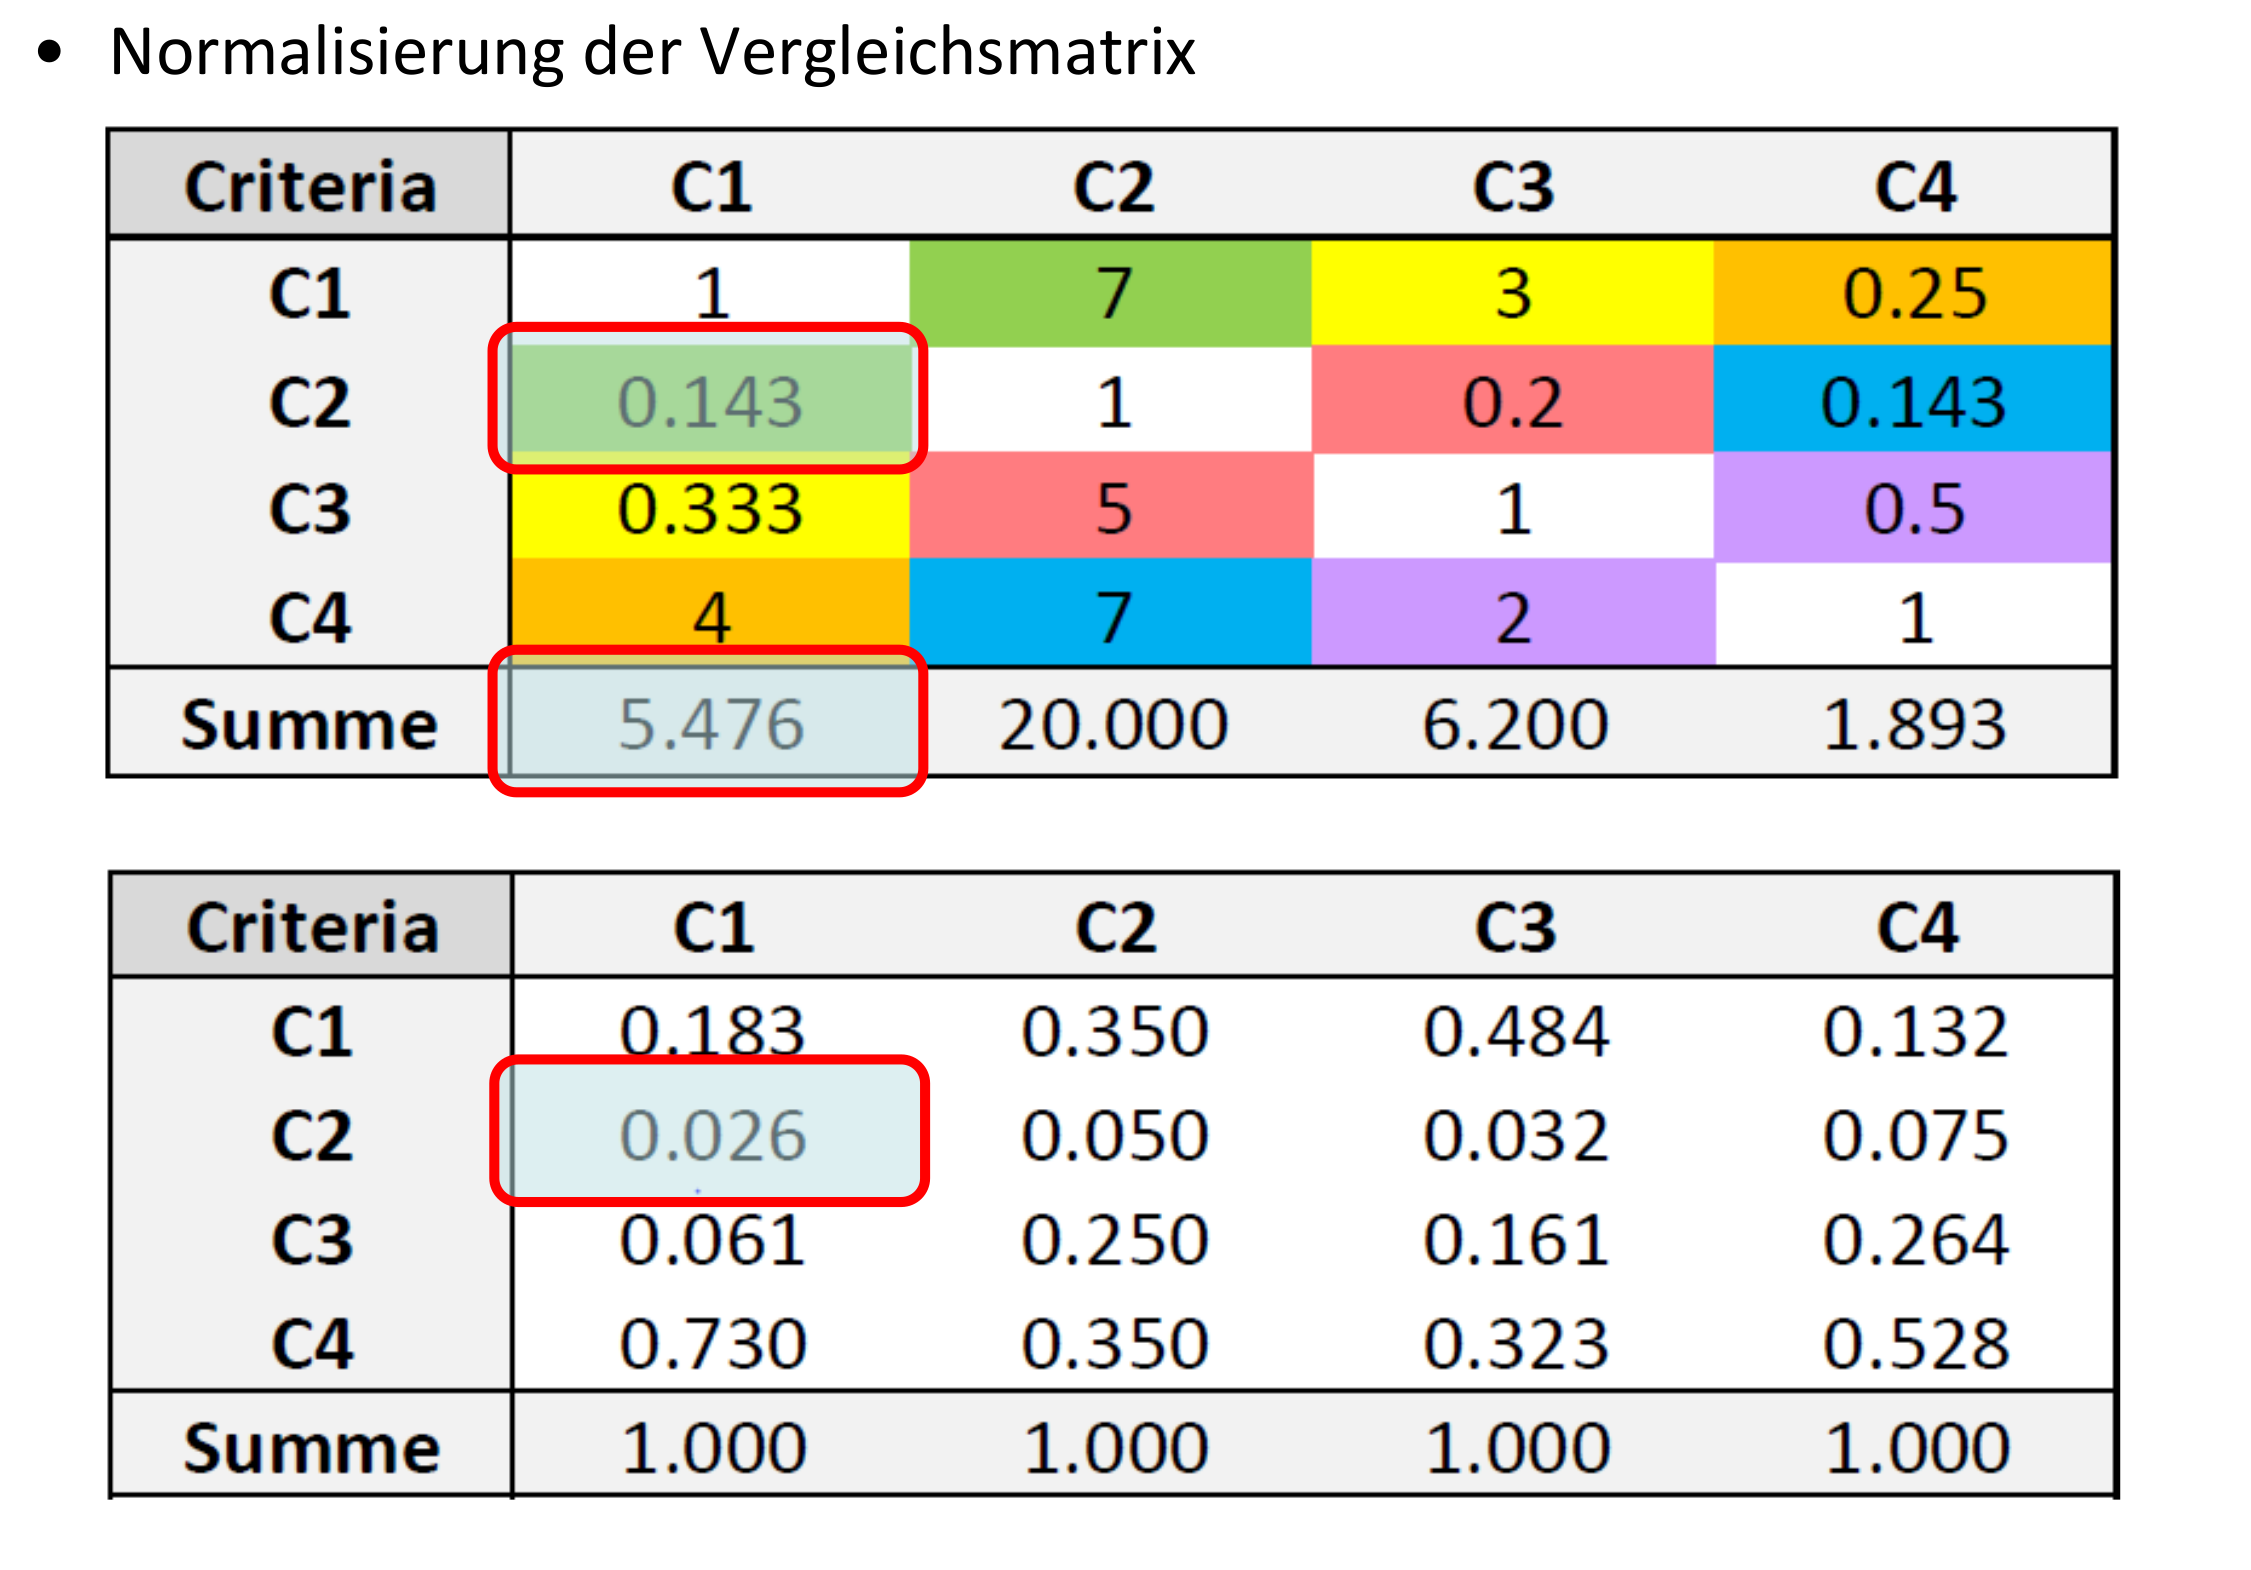 • Normalisierung der Vergleichsmatrix
Criteria C1 C2 C3 C4
C1 1 7 3 0.25
C2 0.143 1 0.2 0.143
C3 0.333 5 1 0.5
C4 4 7 2 1
Summe 5.476 20.000 6.200 1.893
Criteria C1 C2 C3 C4
C1 0.183 0.350 0.484 0.132
C2 0.026 0.050 0.032 0.075
C3 0.061 0.250 0.161 0.264
C4 0.730 0.350 0.323 0.528
Summe 1.000 1.000 1.000 1.000